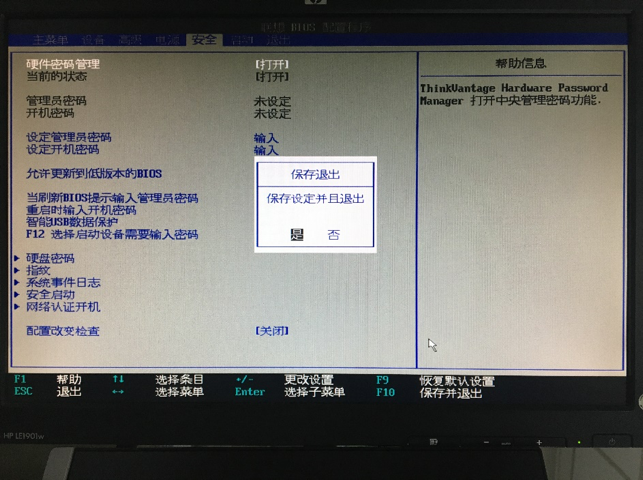 联想 BIOS 配置程序
主菜单 设备 高级 电源 安全 启动 退出
硬件密码管理 [打开]
当前的状态 [打开]
管理员密码 未设定
开机密码 未设定
设定管理员密码 输入
设定开机密码 输入
允许更新到低版本的BIOS
当刷新BIOS提示输入管理员密码
重启时输入开机密码
智能USB数据保护
F12 选择启动设备需要输入密码
硬盘密码
指纹
系统事件日志
安全启动
网络认证开机
配置改变检查 [关闭]
保存退出
保存设定并且退出
是 否
帮助信息
ThinkVantage Hardware Password
Manager 打开中央管理密码功能.
F1 帮助 ↑↓ 选择条目 +/- 更改设置 F9 恢复默认设置
ESC 退出 ↔ 选择菜单 Enter 选择子菜单 F10 保存并退出
HP LE1901w